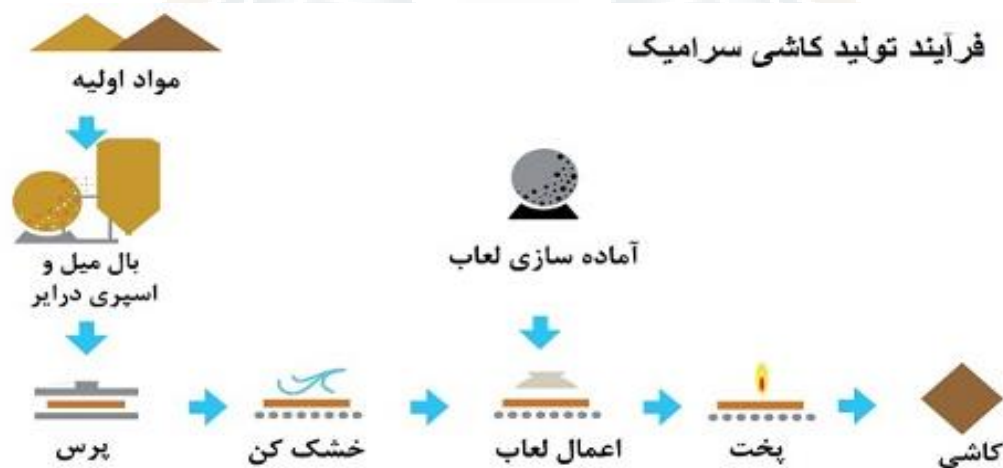 فرآیند تولید کاشی سرامیک
مواد اولیه
بال میل و
اسپری درایر
آماده سازی لعاب
پرس
خشک کن
اعمال لعاب
پخت
کاشی